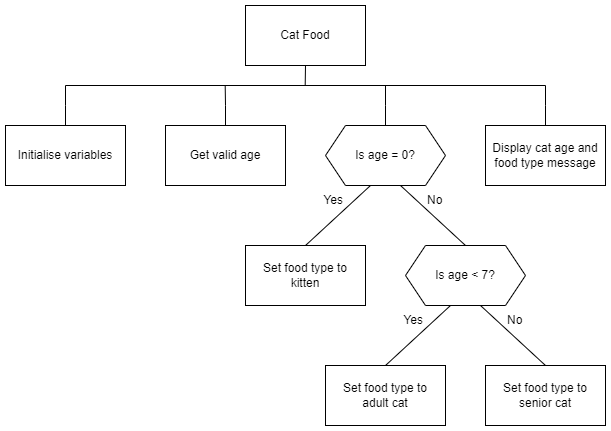 Cat Food
Initialise variables
Get valid age
Is age = 0?
Display cat age and
food type message
Yes
No
Set food type to
kitten
Is age < 7?
Yes
No
Set food type to
adult cat
Set food type to
senior cat